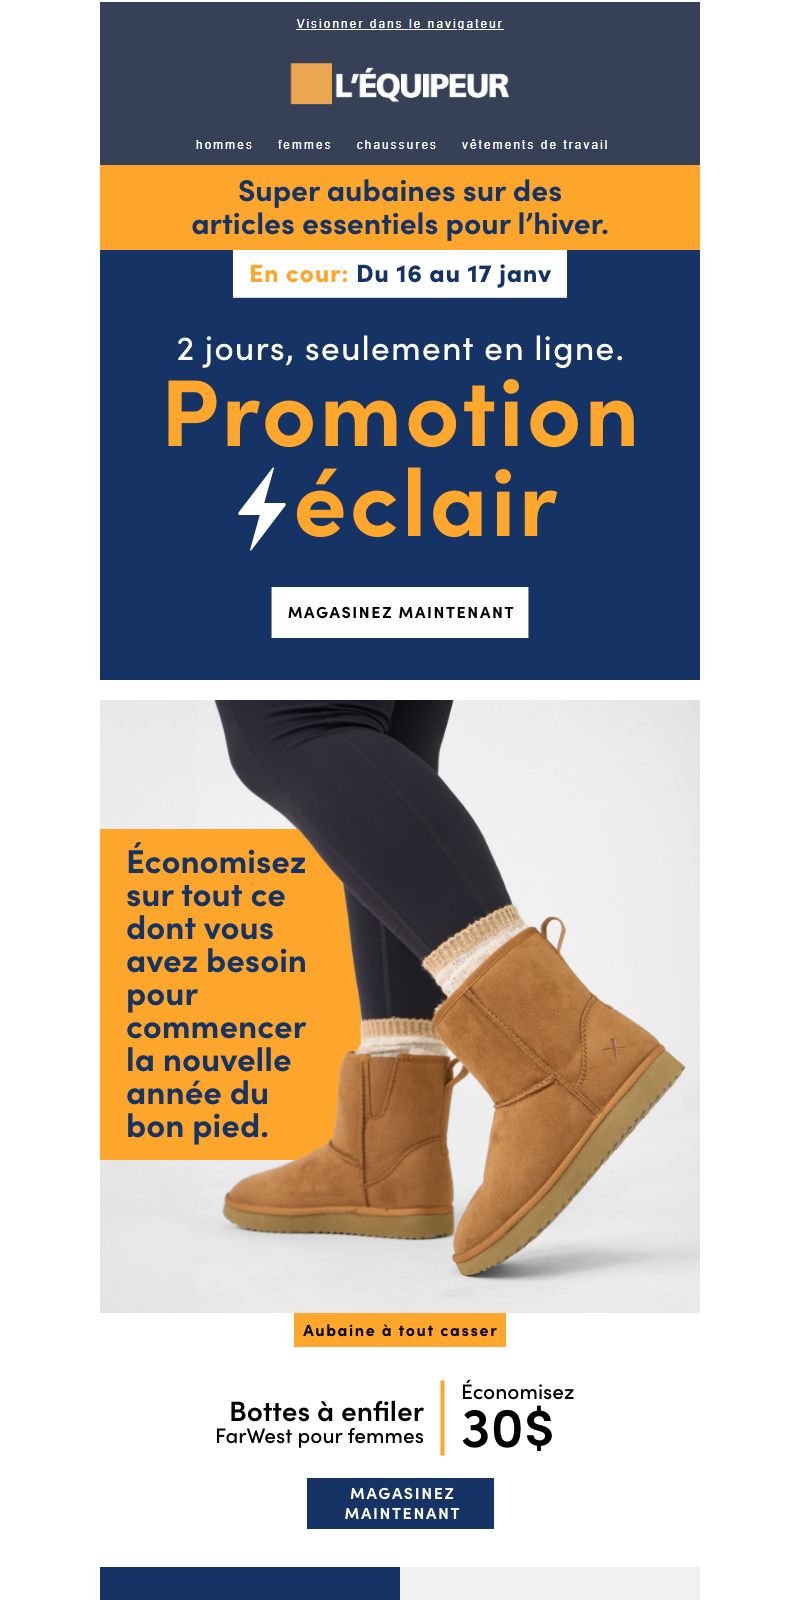 Visionner dans le navigateur
L'ÉQUIPEUR
hommes femmes chaussures vêtements de travail
Super aubaines sur des
articles essentiels pour l'hiver.
En cour: Du 16 au 17 janv
2 jours, seulement en ligne.
Promotion
éclair
MAGASINEZ MAINTENANT
Économisez
sur tout ce
dont vous
avez besoin
pour
commencer
la nouvelle
année du
bon pied.
Aubaine à tout casser
Bottes à enfiler
FarWest pour femmes
Économisez
30$
MAGASINEZ
MAINTENANT